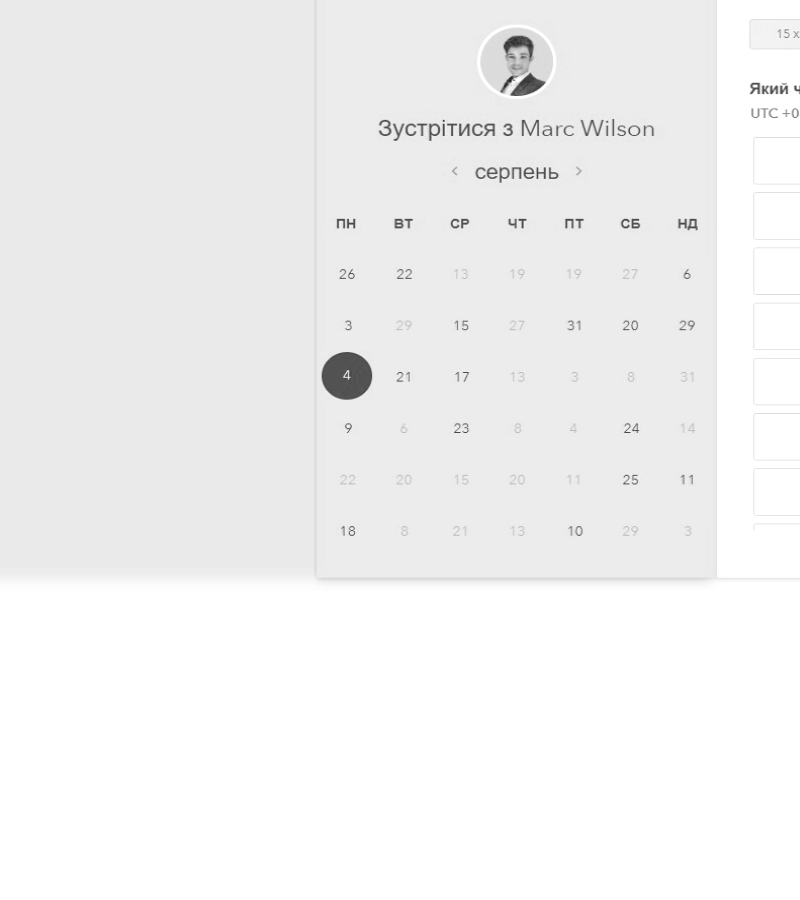 15 х
Зустрітися з Marc Wilson
Який
UTC +0
серпень
ПН ВТ СР ЧТ ПТ СБ НД
26 22 13 19 19 27 6
3 29 15 27 31 20 29
4 21 17 13 3 8 31
9 6 23 8 4 24 14
22 20 15 20 11 25 11
18 8 21 13 10 29 3